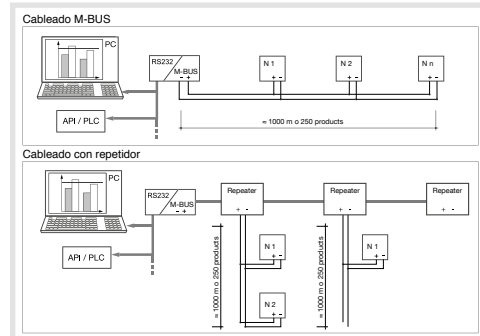 Cableado M-BUS
PC
RS232
M-BUS
- +
API / PLC
N 1
+ -
N 2
+ -
N n
+ -
≈ 1000 m o 250 products
Cableado con repetidor
PC
RS232
M-BUS
- +
API / PLC
Repeater
+ -
Repeater
+ -
Repeater
+ -
≈ 1000 m o 250 products
N 1
+ -
N 2
+ -
≈ 1000 m o 250 products
N 1
+ -